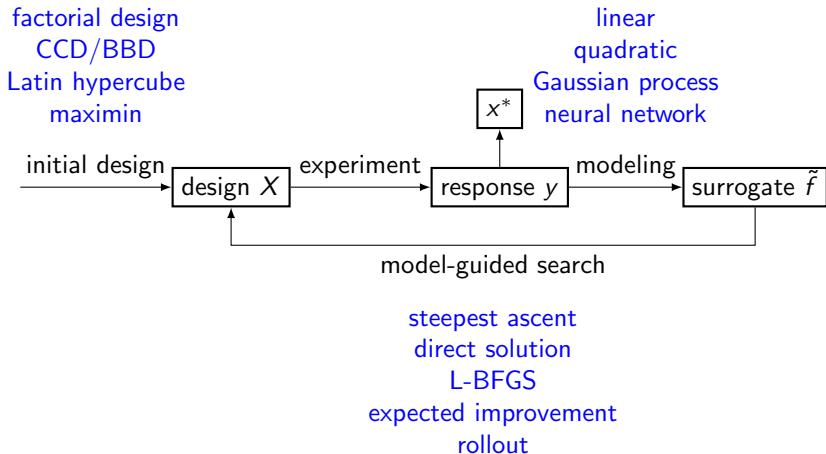 factorial design
CCD/BBD
Latin hypercube
maximin
linear
quadratic
Gaussian process
neural network
x*
initial design
design X
experiment
response y
modeling
surrogate f̃
model-guided search
steepest ascent
direct solution
L-BFGS
expected improvement
rollout